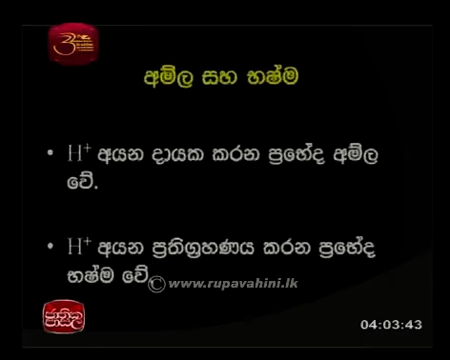 අම්ල සහ භෂ්ම
• H⁺ අයන දායක කරන ප්‍රභේද අම්ල
වේ.
• H⁺ අයන ප්‍රතිග්‍රහණය කරන ප්‍රභේද
භෂ්ම වේ.
© www.rupavahini.lk
ජාතික
පාසල
04:03:43